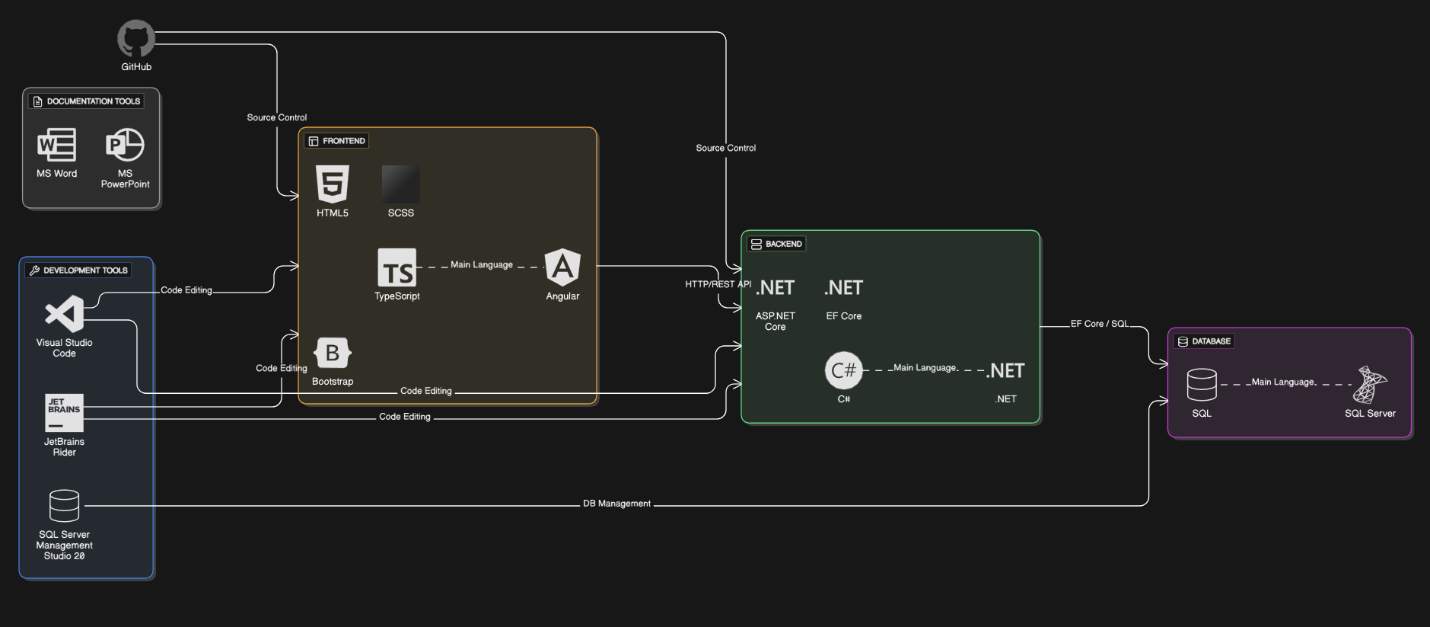 GitHub
DOCUMENTATION TOOLS
W
P
MS Word
MS
PowerPoint
Source Control
Source Control
FRONTEND
5
HTML5
SCSS
TS
Main Language
A
TypeScript
Angular
B
Bootstrap
DEVELOPMENT TOOLS
Visual Studio
Code
Code Editing
JET
BRAINS
JetBrains
Rider
Code Editing
Code Editing
Code Editing
SQL Server
Management
Studio 20
DB Management
HTTP/REST API
BACKEND
.NET
.NET
ASP.NET
Core
EF Core
C#
Main Language
.NET
C#
.NET
EF Core / SQL
DATABASE
Main Language
SQL
SQL Server